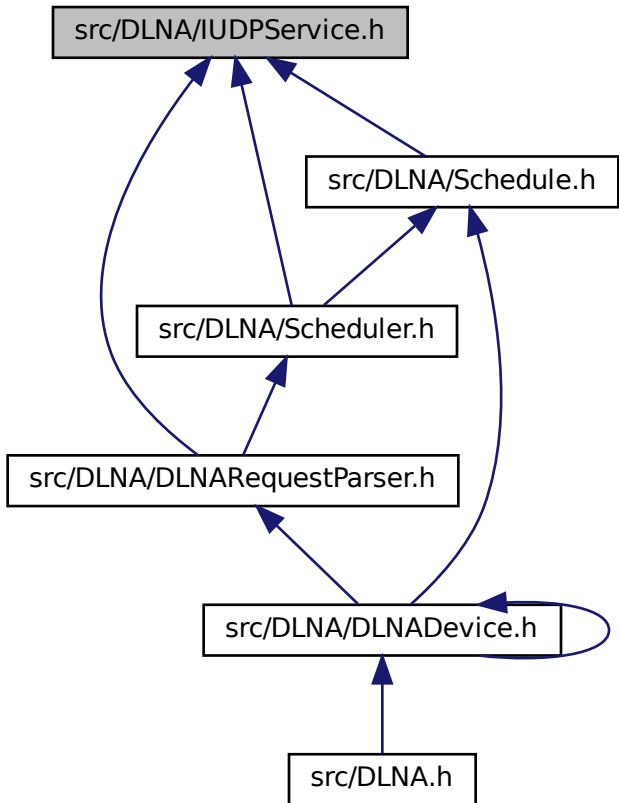 src/DLNA/IUDPService.h
src/DLNA/Schedule.h
src/DLNA/Scheduler.h
src/DLNA/DLNARequestParser.h
src/DLNA/DLNADevice.h
src/DLNA.h